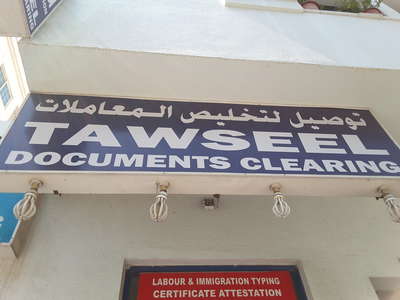 توصيل لتخليص المعاملات
TAWSEEL
DOCUMENTS CLEARING
LABOUR & IMMIGRATION TYPING
CERTIFICATE ATTESTATION